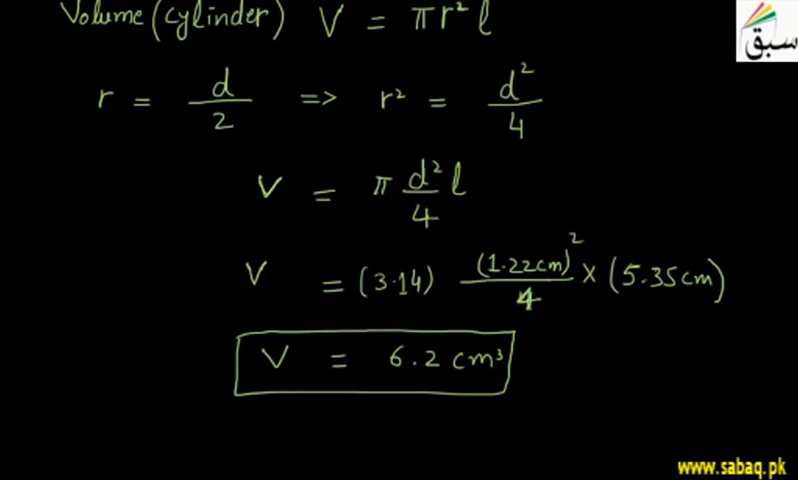 Volume (cylinder) V = πr²l
سبق
r = d/2 => r² = d²/4
V = π d²/4 l
V = (3.14) (1.22cm)²/4 × (5.35cm)
V = 6.2 cm³
www.sabaq.pk